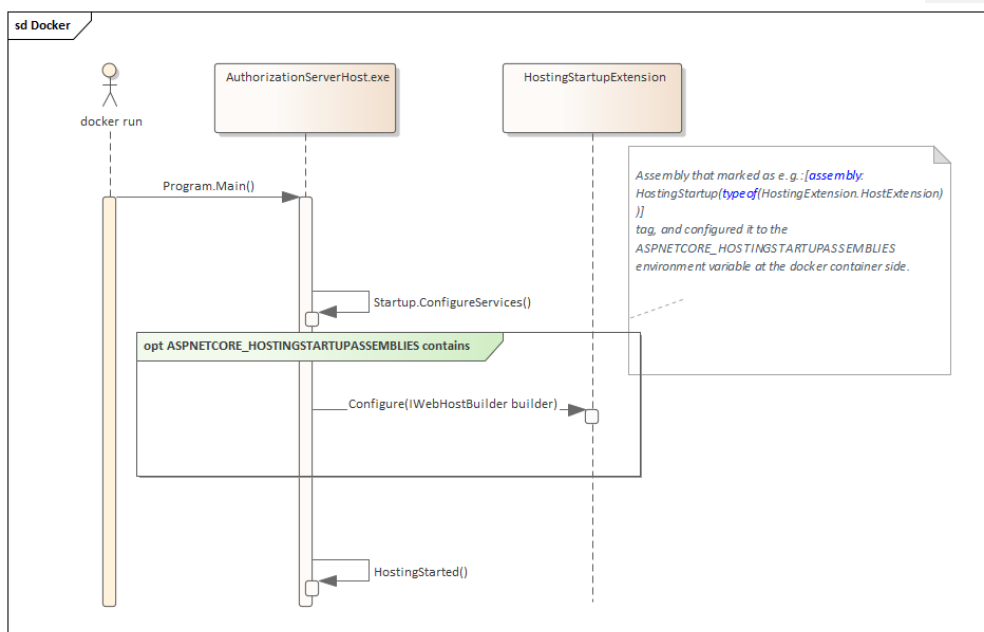 sd Docker
AuthorizationServerHost.exe
HostingStartupExtension
docker run
Program.Main()
Assembly that marked as e.g.:[assembly:
HostingStartup(typeof(HostingExtension.HostExtension)
)]
tag, and configured it to the
ASPNETCORE_HOSTINGSTARTUPASSEMBLIES
environment variable at the docker container side.
Startup.ConfigureServices()
opt ASPNETCORE_HOSTINGSTARTUPASSEMBLIES contains
Configure(IWebHostBuilder builder)
HostingStarted()